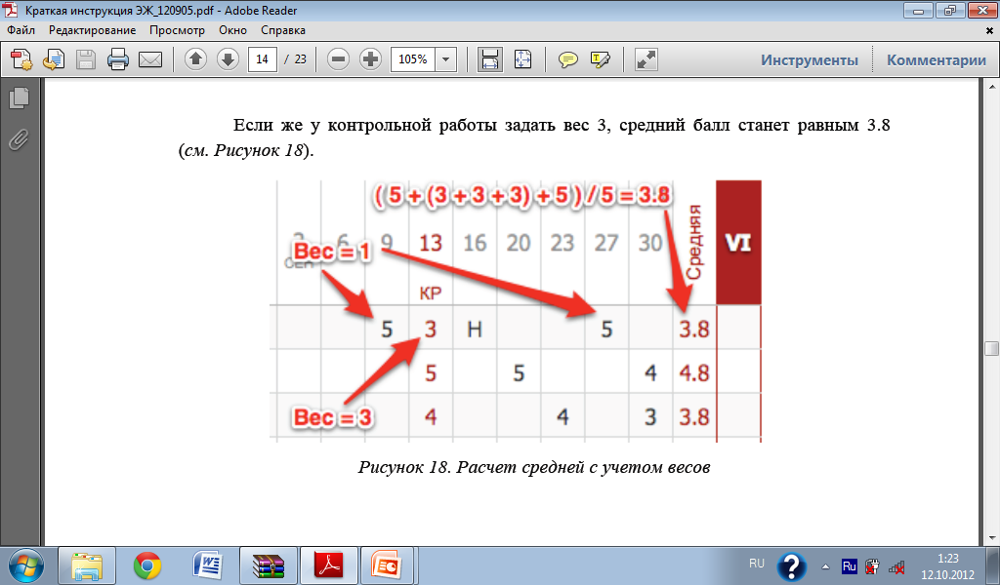 Краткая инструкция ЭЖ_120905.pdf - Adobe Reader
Файл Редактирование Просмотр Окно Справка
14 / 23 105% Инструменты Комментарии
Если же у контрольной работы задать вес 3, средний балл станет равным 3.8
(см. Рисунок 18).
( 5 + (3 + 3 + 3) + 5 ) / 5 = 3.8
6 9 13 16 20 23 27 30 Средняя VI
Вес = 1
КР
5 3 Н 5 3.8
5 5 4 4.8
Вес = 3
4 4 3 3.8
Рисунок 18. Расчет средней с учетом весов
RU Ru 1:23
12.10.2012